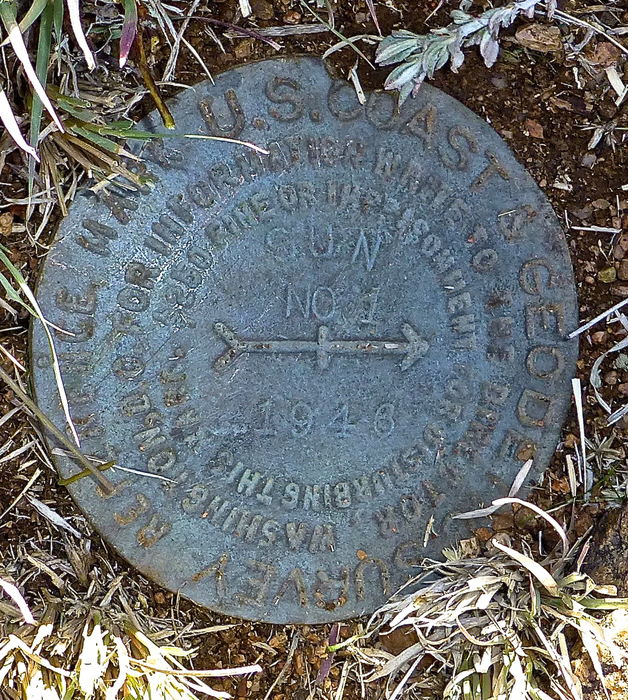 U.S. COAST & GEODETIC SURVEY
REFERENCE MARK
FOR INFORMATION WRITE TO THE DIRECTOR, WASHINGTON, D.C.
$250 FINE OR IMPRISONMENT FOR DISTURBING THIS MARK.
GUN
NO. 1
1946